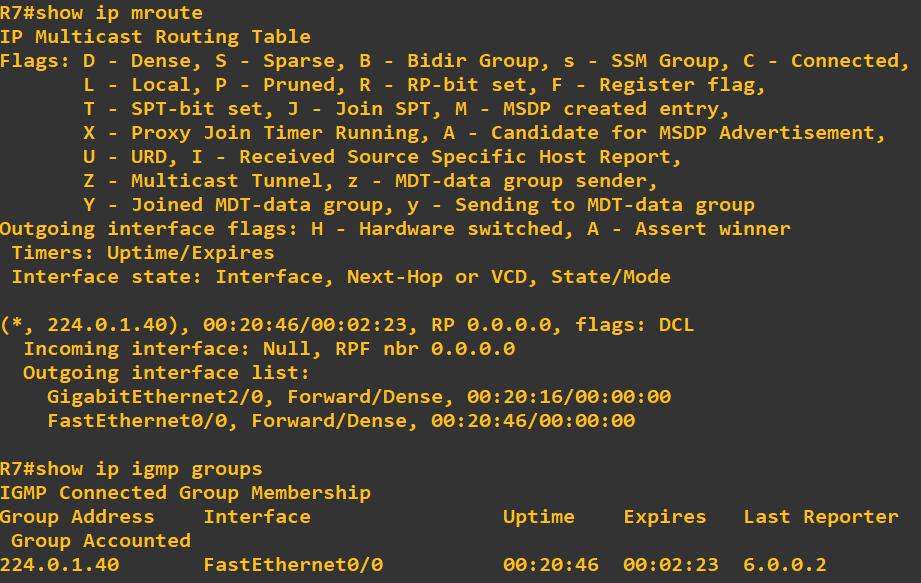 R7#show ip mroute
IP Multicast Routing Table
Flags: D - Dense, S - Sparse, B - Bidir Group, s - SSM Group, C - Connected,
       L - Local, P - Pruned, R - RP-bit set, F - Register flag,
       T - SPT-bit set, J - Join SPT, M - MSDP created entry,
       X - Proxy Join Timer Running, A - Candidate for MSDP Advertisement,
       U - URD, I - Received Source Specific Host Report,
       Z - Multicast Tunnel, z - MDT-data group sender,
       Y - Joined MDT-data group, y - Sending to MDT-data group
Outgoing interface flags: H - Hardware switched, A - Assert winner
 Timers: Uptime/Expires
 Interface state: Interface, Next-Hop or VCD, State/Mode

(*, 224.0.1.40), 00:20:46/00:02:23, RP 0.0.0.0, flags: DCL
  Incoming interface: Null, RPF nbr 0.0.0.0
  Outgoing interface list:
    GigabitEthernet2/0, Forward/Dense, 00:20:16/00:00:00
    FastEthernet0/0, Forward/Dense, 00:20:46/00:00:00

R7#show ip igmp groups
IGMP Connected Group Membership
Group Address    Interface                Uptime    Expires   Last Reporter
 Group Accounted
224.0.1.40       FastEthernet0/0          00:20:46  00:02:23  6.0.0.2